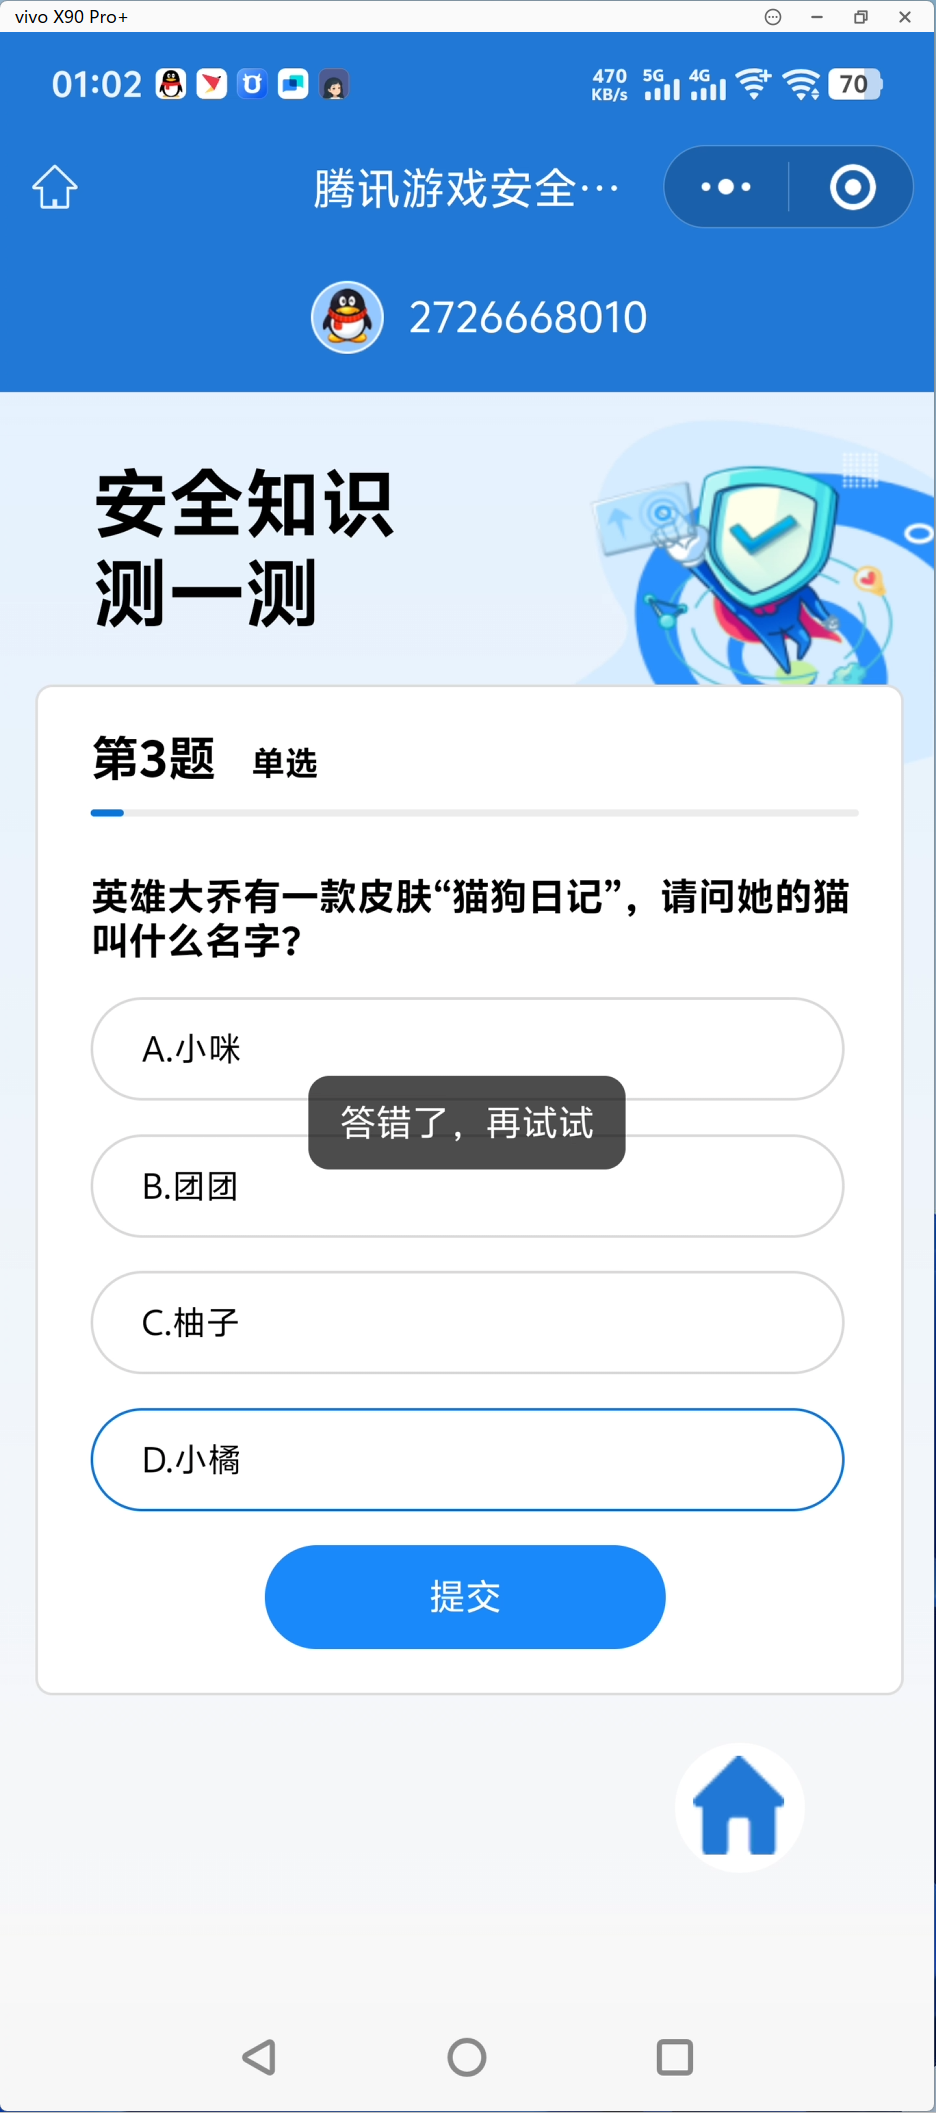 vivo X90 Pro+
01:02
470 KB/s 5G 4G 70
腾讯游戏安全…
2726668010
安全知识
测一测
第3题 单选
英雄大乔有一款皮肤“猫狗日记”，请问她的猫
叫什么名字?
A.小咪
答错了，再试试
B.团团
C.柚子
D.小橘
提交